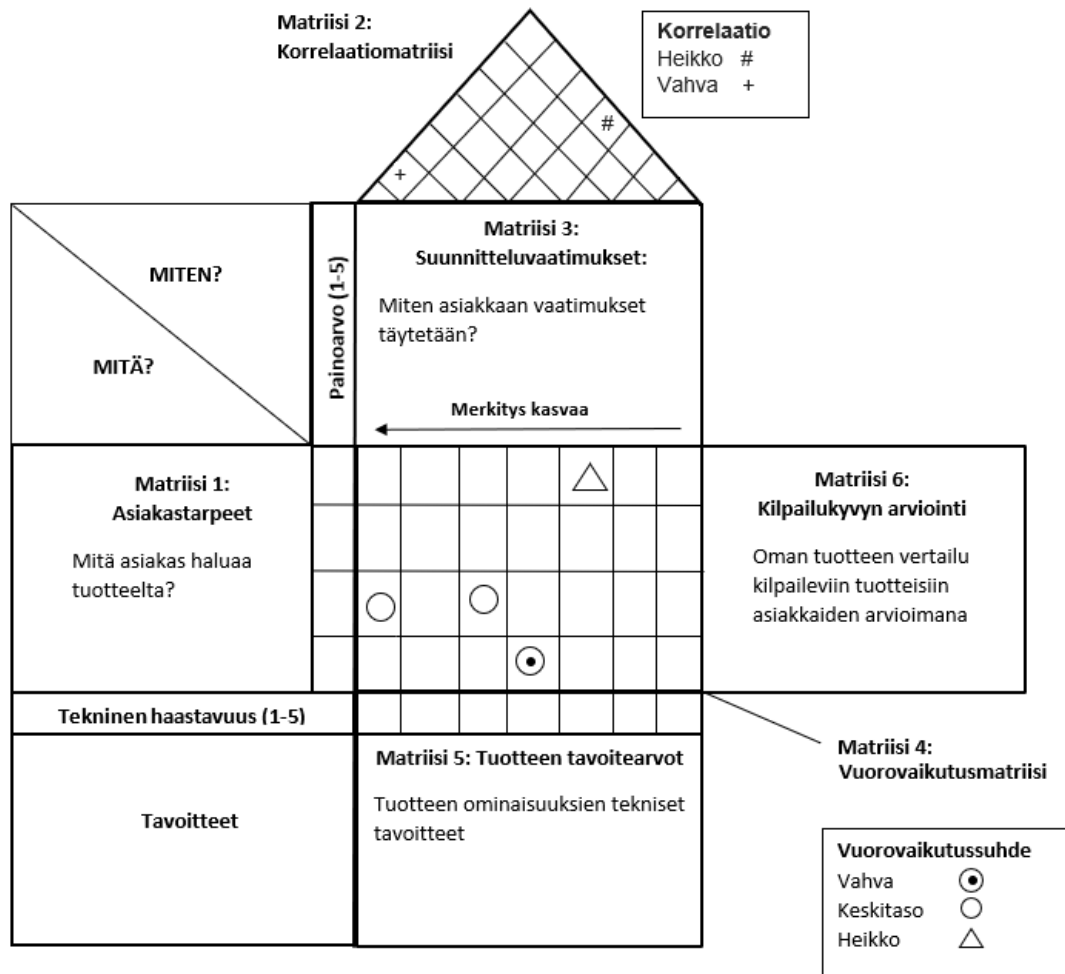 Matriisi 2:
Korrelaatiomatriisi
Korrelaatio
Heikko #
Vahva +
#
+
MITEN?
MITÄ?
Painoarvo (1-5)
Matriisi 3:
Suunnitteluvaatimukset:
Miten asiakkaan vaatimukset
täytetään?
Merkitys kasvaa
Matriisi 1:
Asiakastarpeet
Mitä asiakas haluaa
tuotteelta?
Matriisi 6:
Kilpailukyvyn arviointi
Oman tuotteen vertailu
kilpaileviin tuotteisiin
asiakkaiden arvioimana
Tekninen haastavuus (1-5)
Matriisi 4:
Vuorovaikutusmatriisi
Tavoitteet
Matriisi 5: Tuotteen tavoitearvot
Tuotteen ominaisuuksien tekniset
tavoitteet
Vuorovaikutussuhde
Vahva
Keskitaso
Heikko